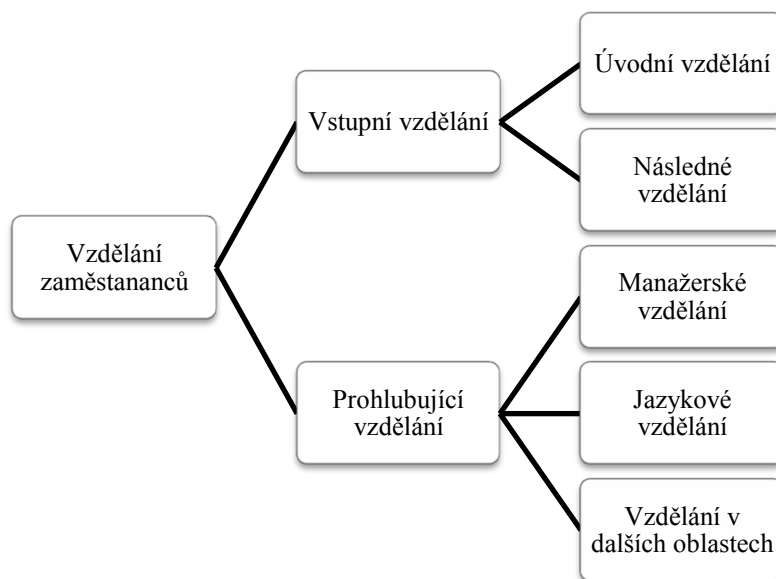 Vzdělání
zaměstananců
Vstupní vzdělání
Úvodní vzdělání
Následné
vzdělání
Prohlubující
vzdělání
Manažerské
vzdělání
Jazykové
vzdělání
Vzdělání v
dalších oblastech